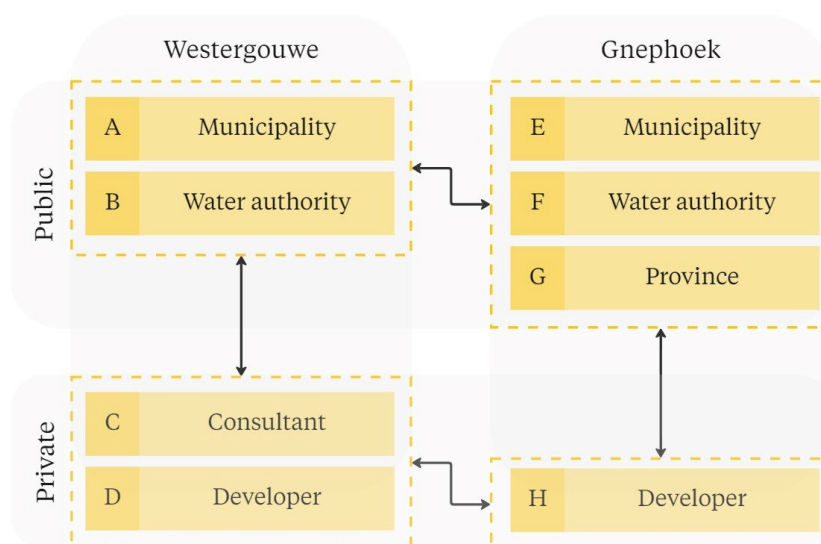 Westergouwe
Gnephoek
Public
A Municipality
B Water authority
E Municipality
F Water authority
G Province
Private
C Consultant
D Developer
H Developer